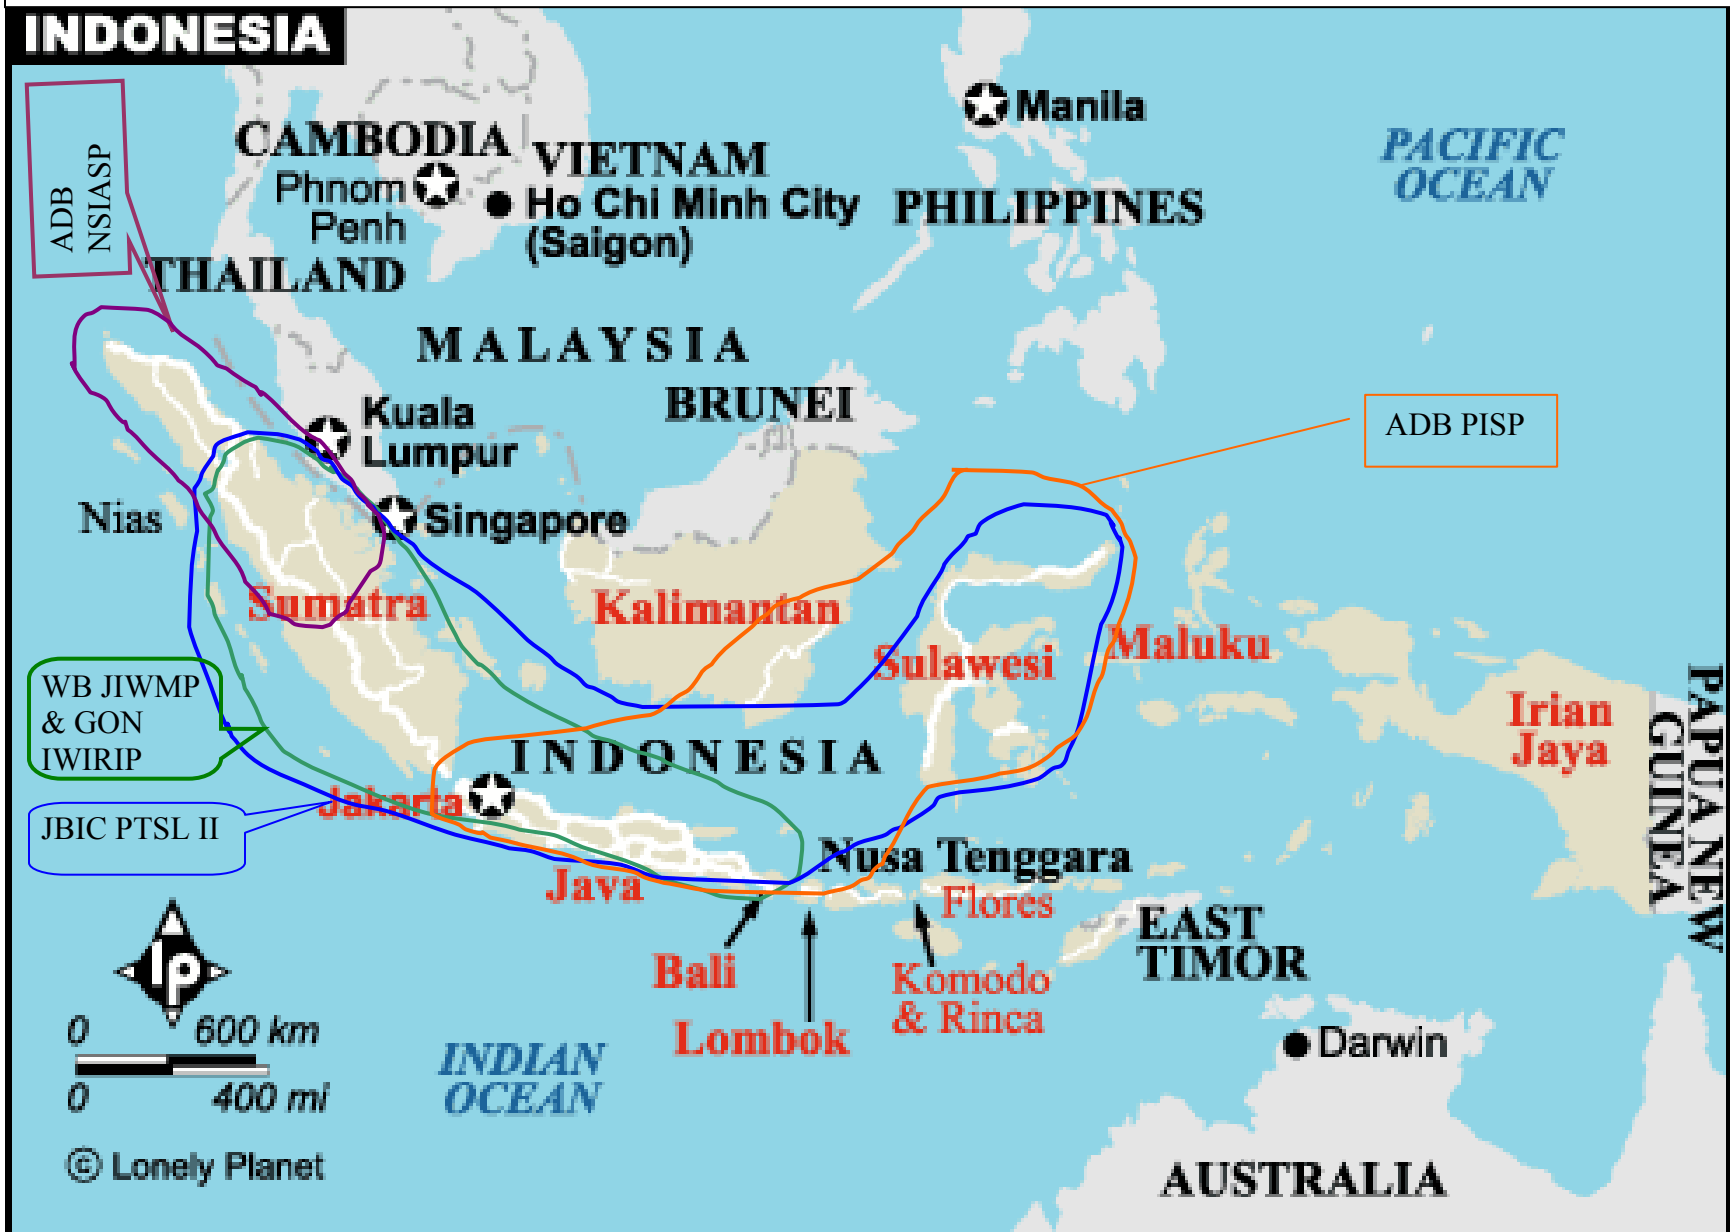 INDONESIA
Manila
PACIFIC
OCEAN
CAMBODIA
VIETNAM
Phnom
Penh
Ho Chi Minh City
(Saigon)
PHILIPPINES
ADB
NSIASP
THAILAND
MALAYSIA
BRUNEI
Kuala
Lumpur
ADB PISP
Nias
Singapore
Sumatra
Kalimantan
Sulawesi
Maluku
Irian
Jaya
PAPUA NEW
GUINEA
WB JIWMP
& GON
IWIRIP
INDONESIA
Jakarta
JBIC PTSL II
Java
Nusa Tenggara
Flores
EAST
TIMOR
Bali
Komodo
& Rinca
Lombok
lp
0 600 km
0 400 mi
INDIAN
OCEAN
Darwin
© Lonely Planet
AUSTRALIA